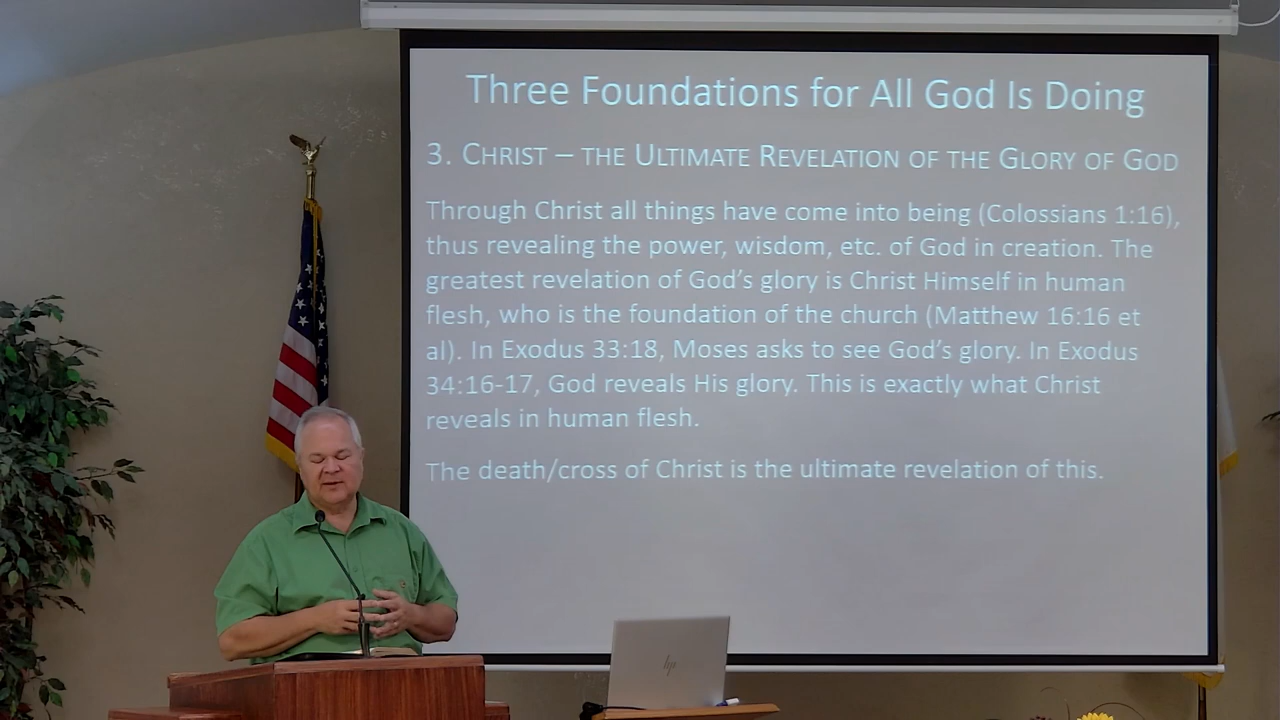 Three Foundations for All God Is Doing
3. CHRIST – THE ULTIMATE REVELATION OF THE GLORY OF GOD
Through Christ all things have come into being (Colossians 1:16),
thus revealing the power, wisdom, etc. of God in creation. The
greatest revelation of God's glory is Christ Himself in human
flesh, who is the foundation of the church (Matthew 16:16 et
al). In Exodus 33:18, Moses asks to see God's glory. In Exodus
34:16-17, God reveals His glory. This is exactly what Christ
reveals in human flesh.
The death/cross of Christ is the ultimate revelation of this.
hp